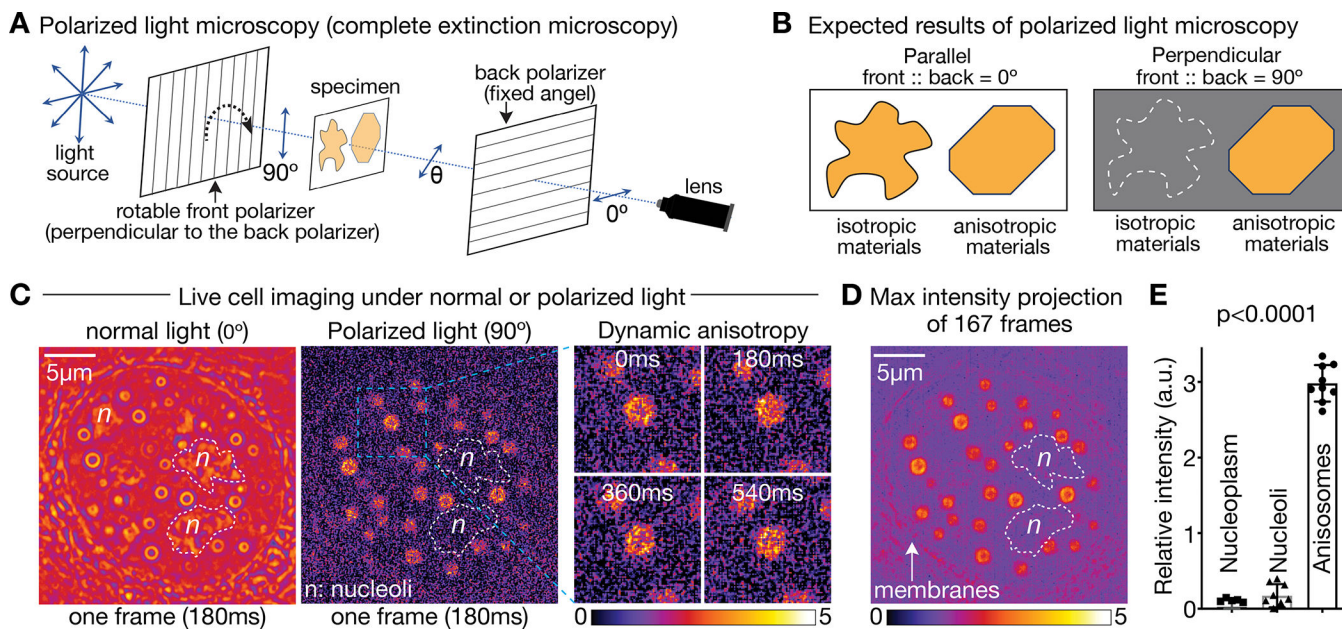 A Polarized light microscopy (complete extinction microscopy)
light
source
90º
rotable front polarizer
(perpendicular to the back polarizer)
specimen
θ
back polarizer
(fixed angel)
0º
lens
B Expected results of polarized light microscopy
Parallel
front :: back = 0º
isotropic
materials
anisotropic
materials
Perpendicular
front :: back = 90º
isotropic
materials
anisotropic
materials
C Live cell imaging under normal or polarized light
normal light (0º)
5µm
n
n
n
one frame (180ms)
Polarized light (90º)
n
n
n: nucleoli
one frame (180ms)
Dynamic anisotropy
0ms
180ms
360ms
540ms
0 5
D Max intensity projection
of 167 frames
5µm
n
n
membranes
0 5
E
p<0.0001
Relative intensity (a.u.)
3
2
1
0
Nucleoplasm
Nucleoli
Anisosomes